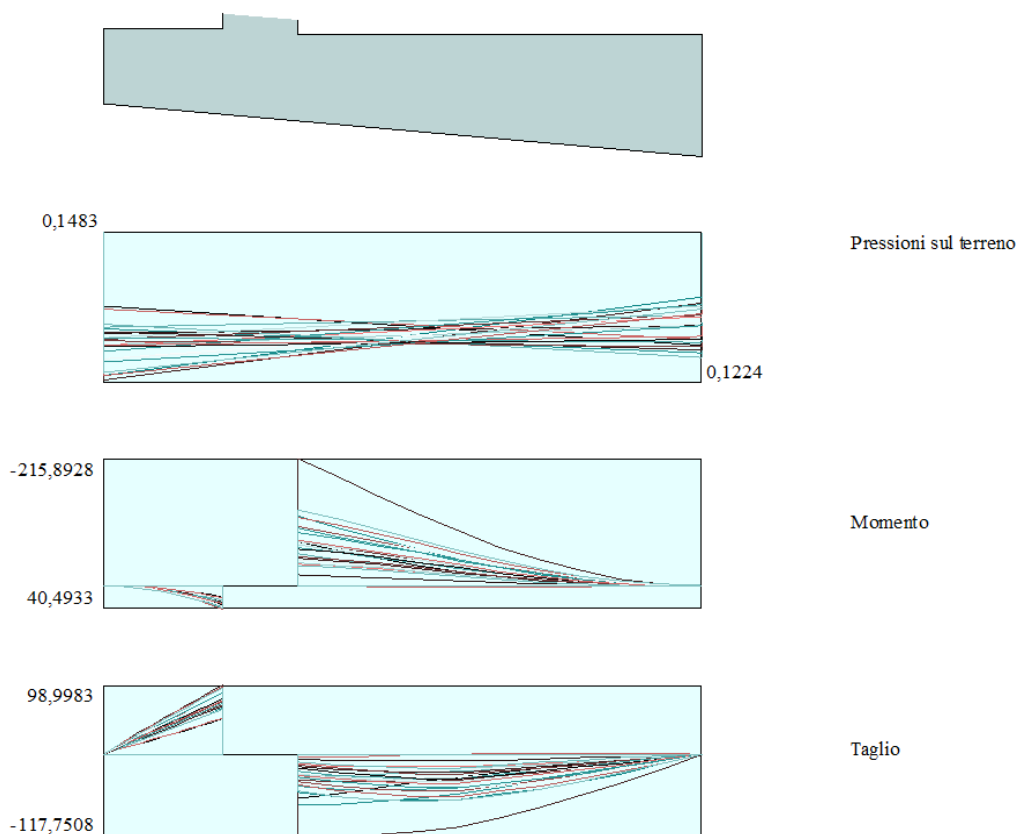 0,1483
Pressioni sul terreno
0,1224
-215,8928
Momento
40,4933
98,9983
Taglio
-117,7508